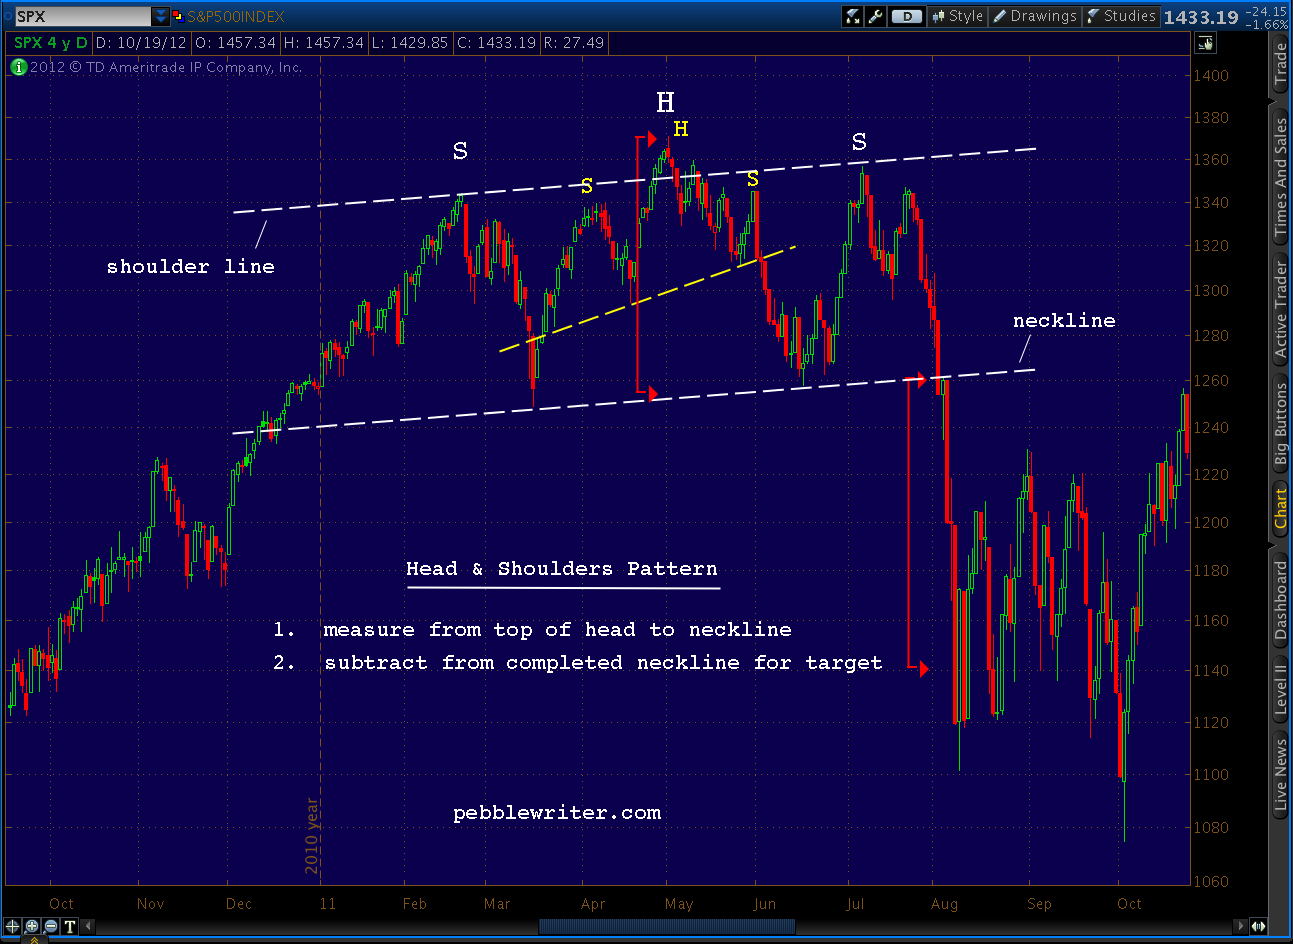 SPX
S&P500INDEX
D
Style
Drawings
Studies
1433.19
-24.15
-1.66%
SPX 4 y D
D: 10/19/12
O: 1457.34
H: 1457.34
L: 1429.85
C: 1433.19
R: 27.49
2012 © TD Ameritrade IP Company, Inc.
1400
1380
1360
1340
1320
1300
1280
1260
1240
1220
1200
1180
1160
1140
1120
1100
1080
1060
H
H
S
S
S
S
shoulder line
neckline
Head & Shoulders Pattern
1. measure from top of head to neckline
2. subtract from completed neckline for target
pebblewriter.com
2010 year
Oct
Nov
Dec
11
Feb
Mar
Apr
May
Jun
Jul
Aug
Sep
Oct
T
Trade
Times And Sales
Active Trader
Big Buttons
Chart
Dashboard
Level II
Live News